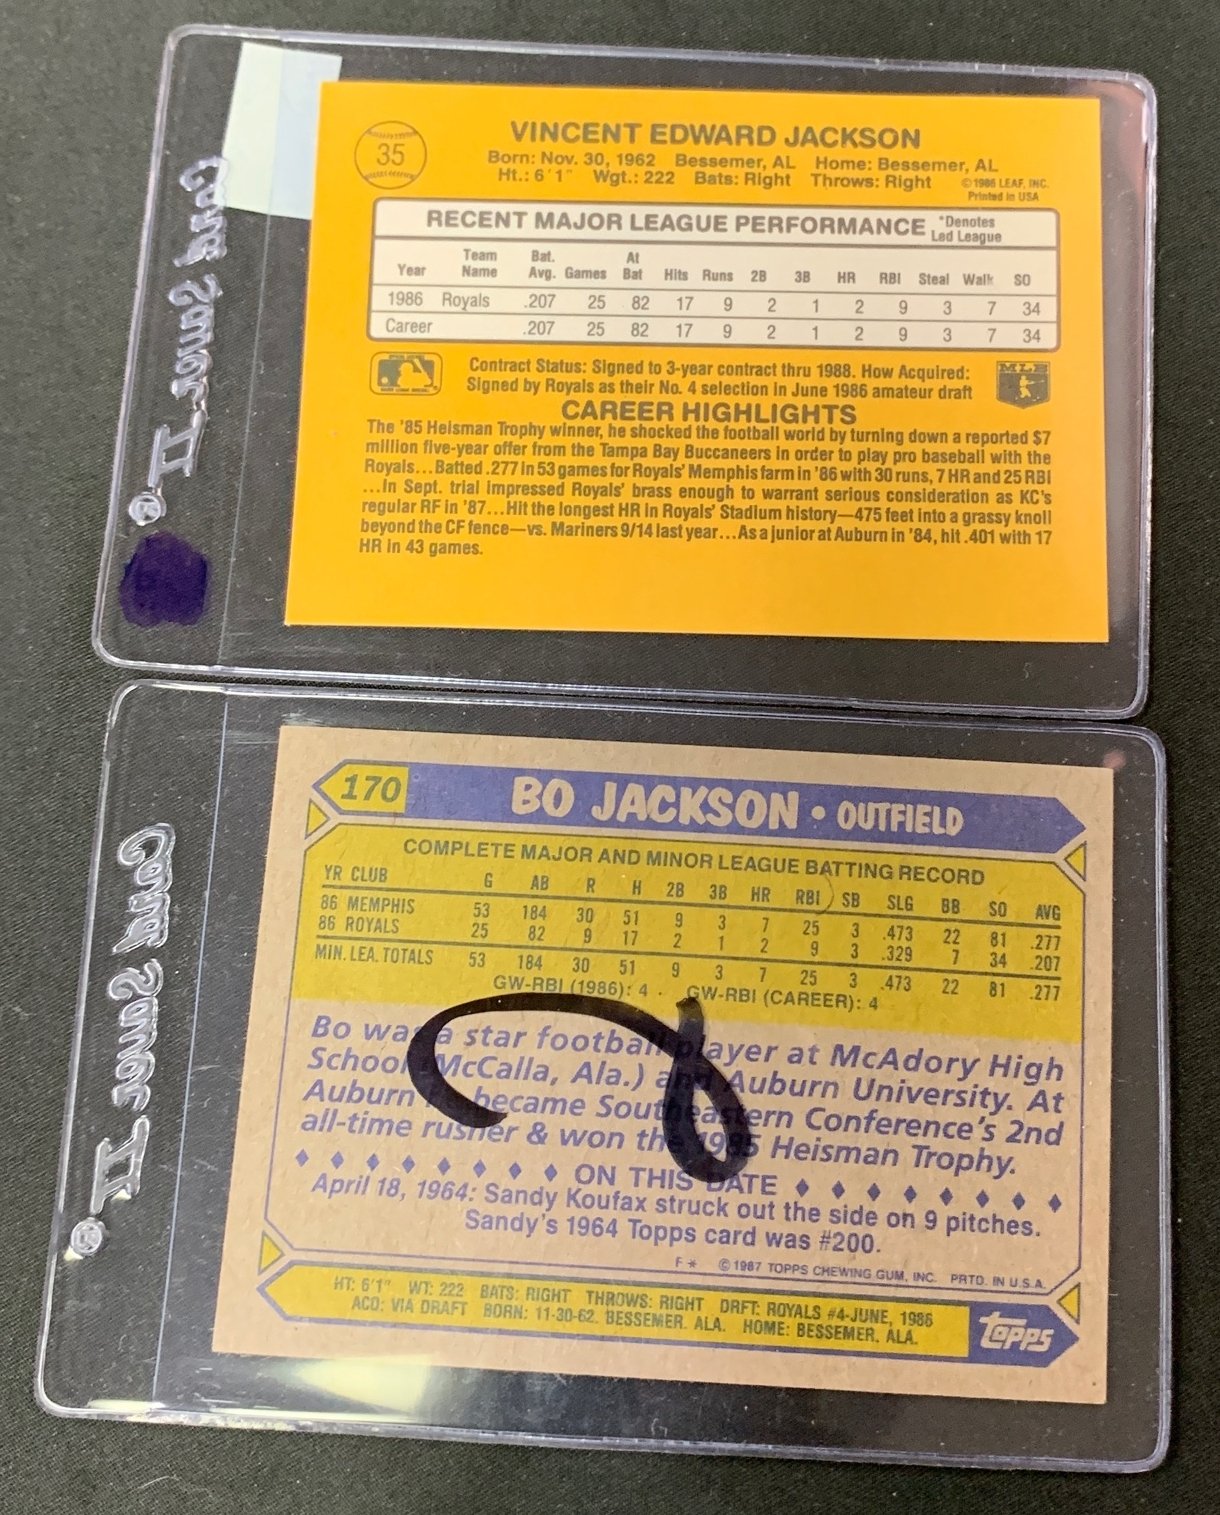 35
VINCENT EDWARD JACKSON
Born: Nov. 30, 1962 Bessemer, AL Home: Bessemer, AL
Ht.: 6'1" Wgt.: 222 Bats: Right Throws: Right ©1986 LEAF, INC.
Printed in USA
RECENT MAJOR LEAGUE PERFORMANCE *Denotes
Led League
Year Team Name Bat. Avg. Games At Bat Hits Runs 2B 3B HR RBI Steal Walk SO
1986 Royals .207 25 82 17 9 2 1 2 9 3 7 34
Career .207 25 82 17 9 2 1 2 9 3 7 34
Contract Status: Signed to 3-year contract thru 1988. How Acquired:
Signed by Royals as their No. 4 selection in June 1986 amateur draft
MLB
CAREER HIGHLIGHTS
The '85 Heisman Trophy winner, he shocked the football world by turning down a reported $7
million five-year offer from the Tampa Bay Buccaneers in order to play pro baseball with the
Royals...Batted .277 in 53 games for Royals' Memphis farm in '86 with 30 runs, 7 HR and 25 RBI
...In Sept. trial impressed Royals' brass enough to warrant serious consideration as KC's
regular RF in '87...Hit the longest HR in Royals' Stadium history—475 feet into a grassy knoll
beyond the CF fence—vs. Mariners 9/14 last year...As a junior at Auburn in '84, hit .401 with 17
HR in 43 games.
Card Saver II®
170
BO JACKSON • OUTFIELD
COMPLETE MAJOR AND MINOR LEAGUE BATTING RECORD
YR CLUB G AB R H 2B 3B HR RBI SB SLG BB SO AVG
86 MEMPHIS 53 184 30 51 9 3 7 25 3 .473 22 81 .277
86 ROYALS 25 82 9 17 2 1 2 9 3 .329 7 34 .207
MIN. LEA. TOTALS 53 184 30 51 9 3 7 25 3 .473 22 81 .277
GW-RBI (1986): 4 · GW-RBI (CAREER): 4
Bo was a star football player at McAdory High
School (McCalla, Ala.) and Auburn University. At
Auburn became Southeastern Conference's 2nd
all-time rusher & won the 1985 Heisman Trophy.
ON THIS DATE
April 18, 1964: Sandy Koufax struck out the side on 9 pitches.
Sandy's 1964 Topps card was #200.
F * © 1987 TOPPS CHEWING GUM, INC. PRTD. IN U.S.A.
HT: 6'1" WT: 222 BATS: RIGHT THROWS: RIGHT DRFT: ROYALS #4-JUNE, 1986
ACQ: VIA DRAFT BORN: 11-30-62, BESSEMER, ALA. HOME: BESSEMER, ALA.
topps
Card Saver II®